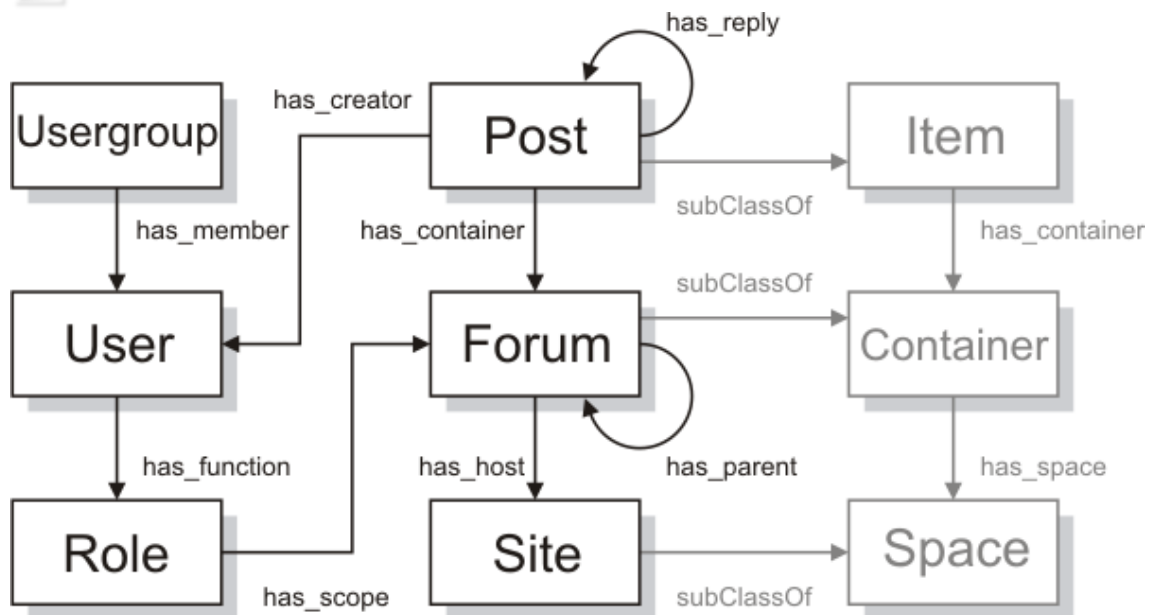 has_reply
has_creator
Usergroup
Post
Item
subClassOf
has_member
has_container
has_container
subClassOf
User
Forum
Container
has_function
has_host
has_parent
has_space
Role
Site
Space
has_scope
subClassOf